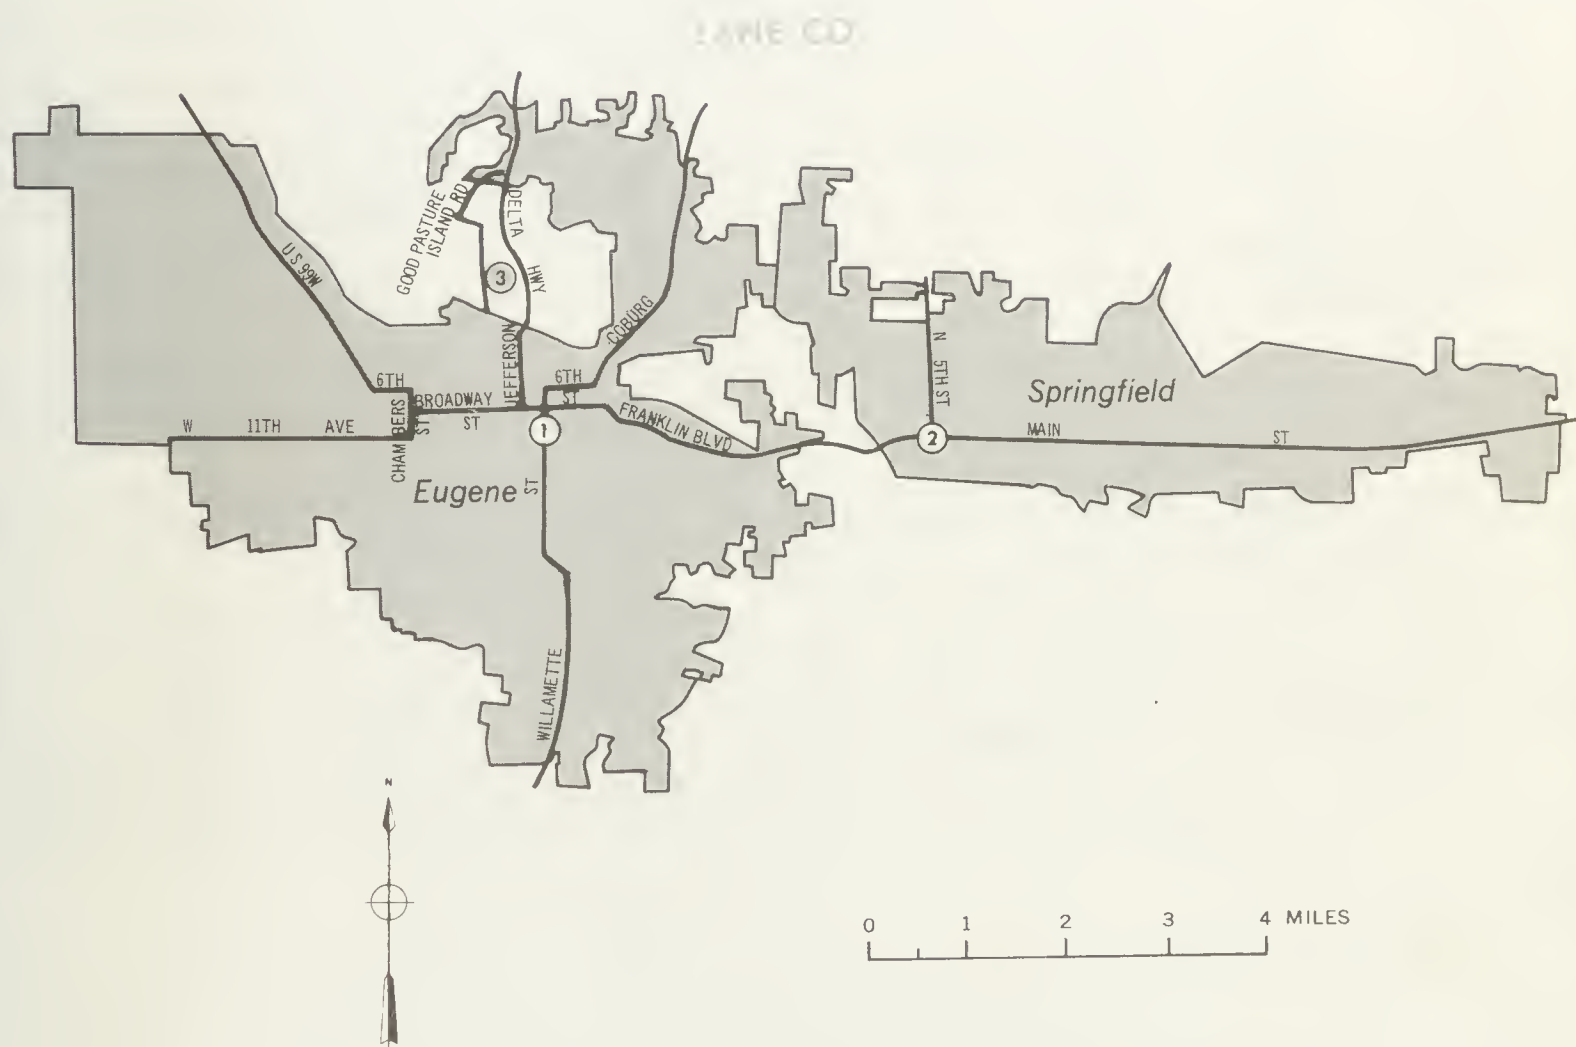 LANE CO
GOOD PASTURE
ISLAND RD
DELTA
HWY
3
U S 99W
JEFFERSON
COBURG
6TH
6TH
ST
BROADWAY
ST
CHAMBERS
ST
W 11TH AVE
FRANKLIN BLVD
1
Eugene
ST
WILLAMETTE
N 5TH ST
Springfield
2
MAIN ST
N
0 1 2 3 4 MILES